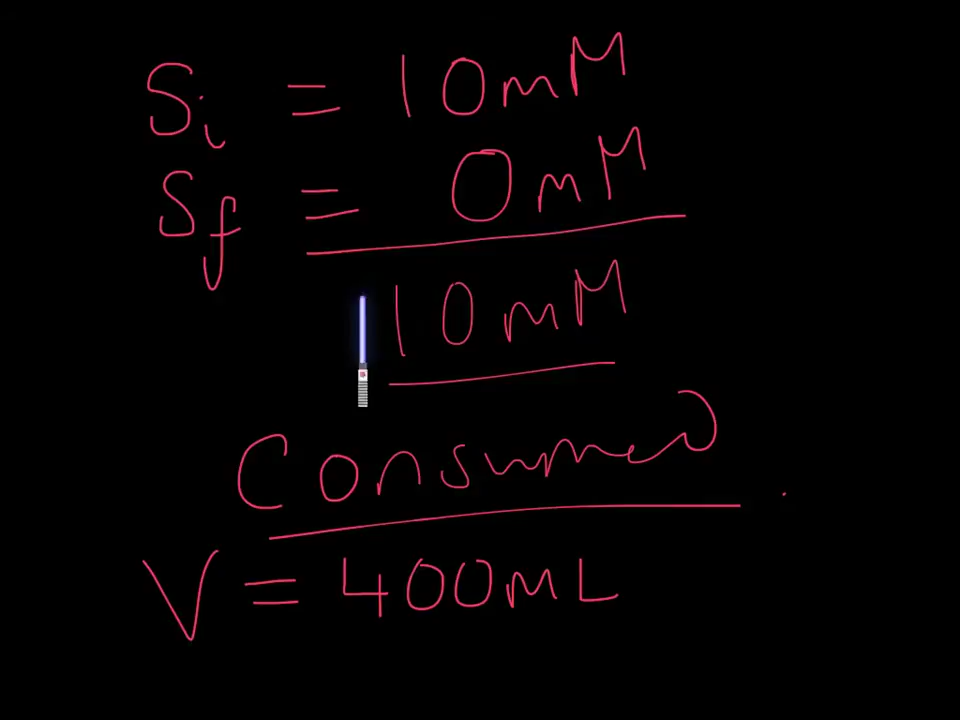 Si = 10mM
Sf = 0mM
10mM
Consumed
V = 400mL